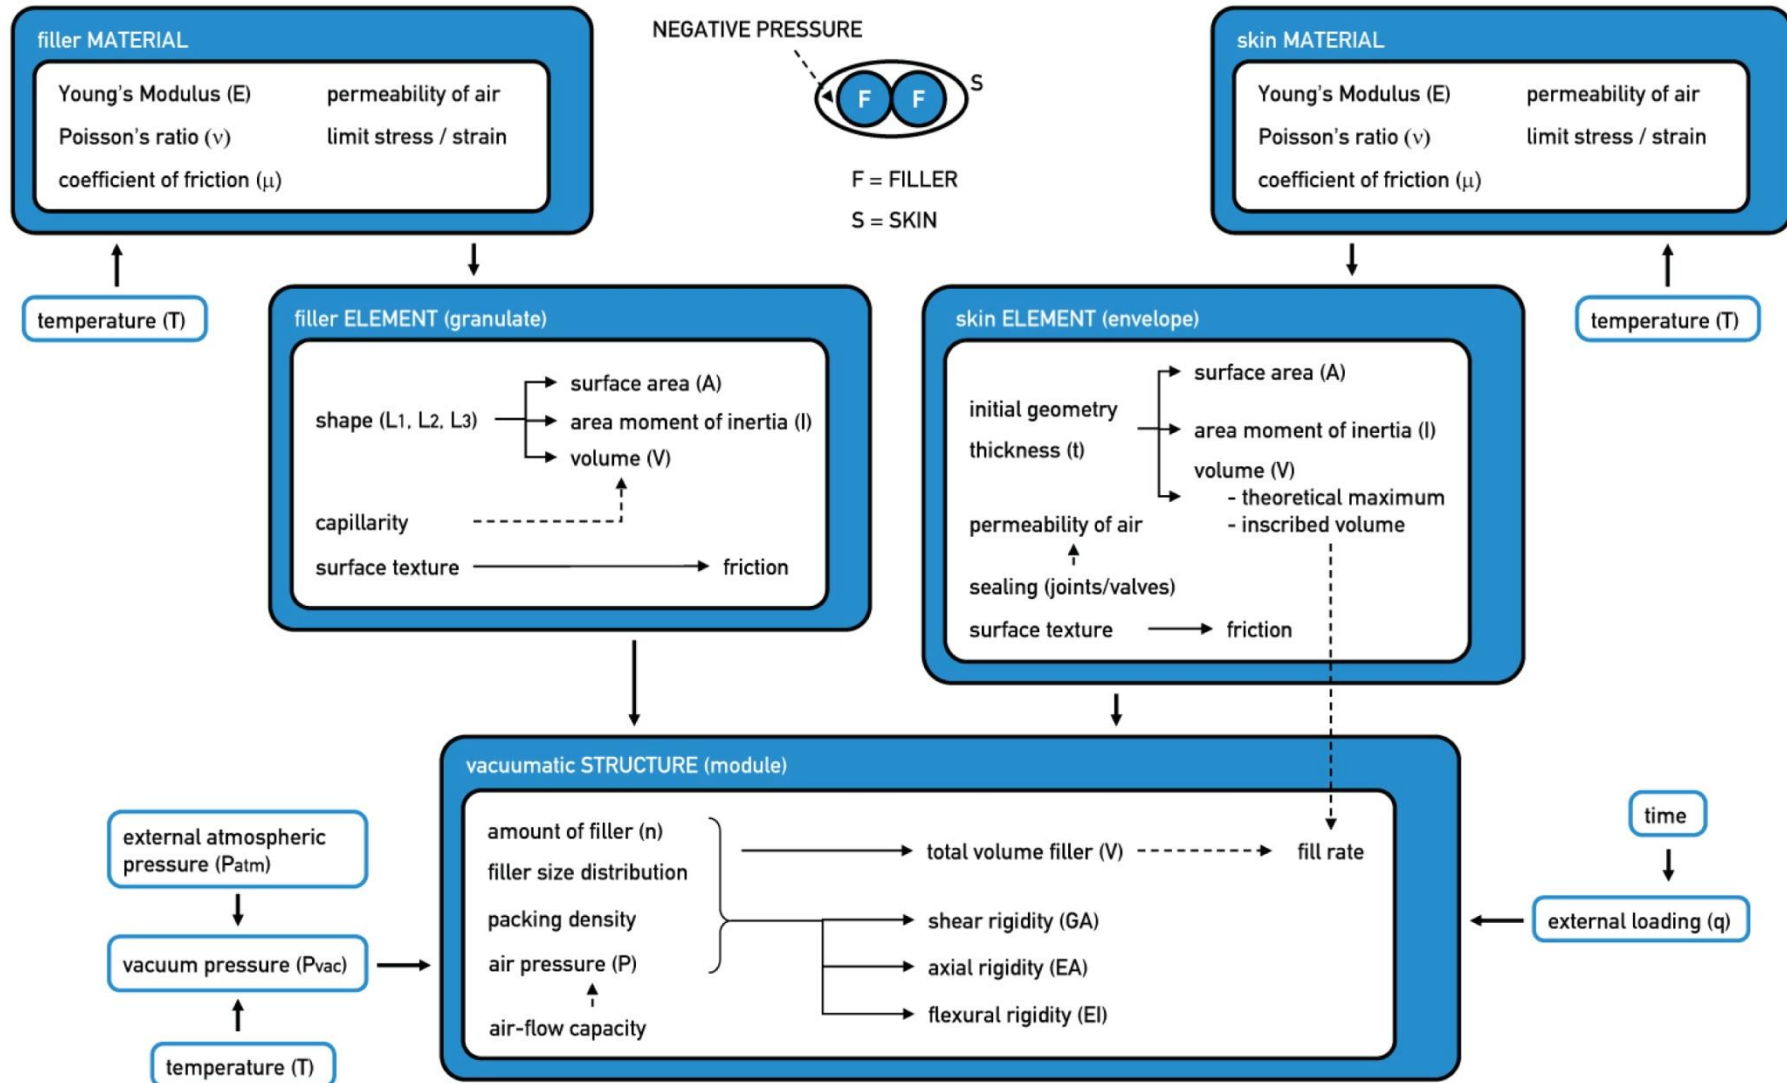 filler MATERIAL
Young's Modulus (E)
permeability of air
Poisson's ratio (ν)
limit stress / strain
coefficient of friction (μ)
NEGATIVE PRESSURE
F
F
S
F = FILLER
S = SKIN
skin MATERIAL
Young's Modulus (E)
permeability of air
Poisson's ratio (ν)
limit stress / strain
coefficient of friction (μ)
temperature (T)
filler ELEMENT (granulate)
shape (L1, L2, L3)
surface area (A)
area moment of inertia (I)
volume (V)
capillarity
surface texture
friction
skin ELEMENT (envelope)
initial geometry
thickness (t)
surface area (A)
area moment of inertia (I)
volume (V)
- theoretical maximum
- inscribed volume
permeability of air
sealing (joints/valves)
surface texture
friction
temperature (T)
vacuumatic STRUCTURE (module)
amount of filler (n)
filler size distribution
packing density
air pressure (P)
air-flow capacity
total volume filler (V)
fill rate
shear rigidity (GA)
axial rigidity (EA)
flexural rigidity (EI)
external atmospheric
pressure (Patm)
vacuum pressure (Pvac)
temperature (T)
time
external loading (q)